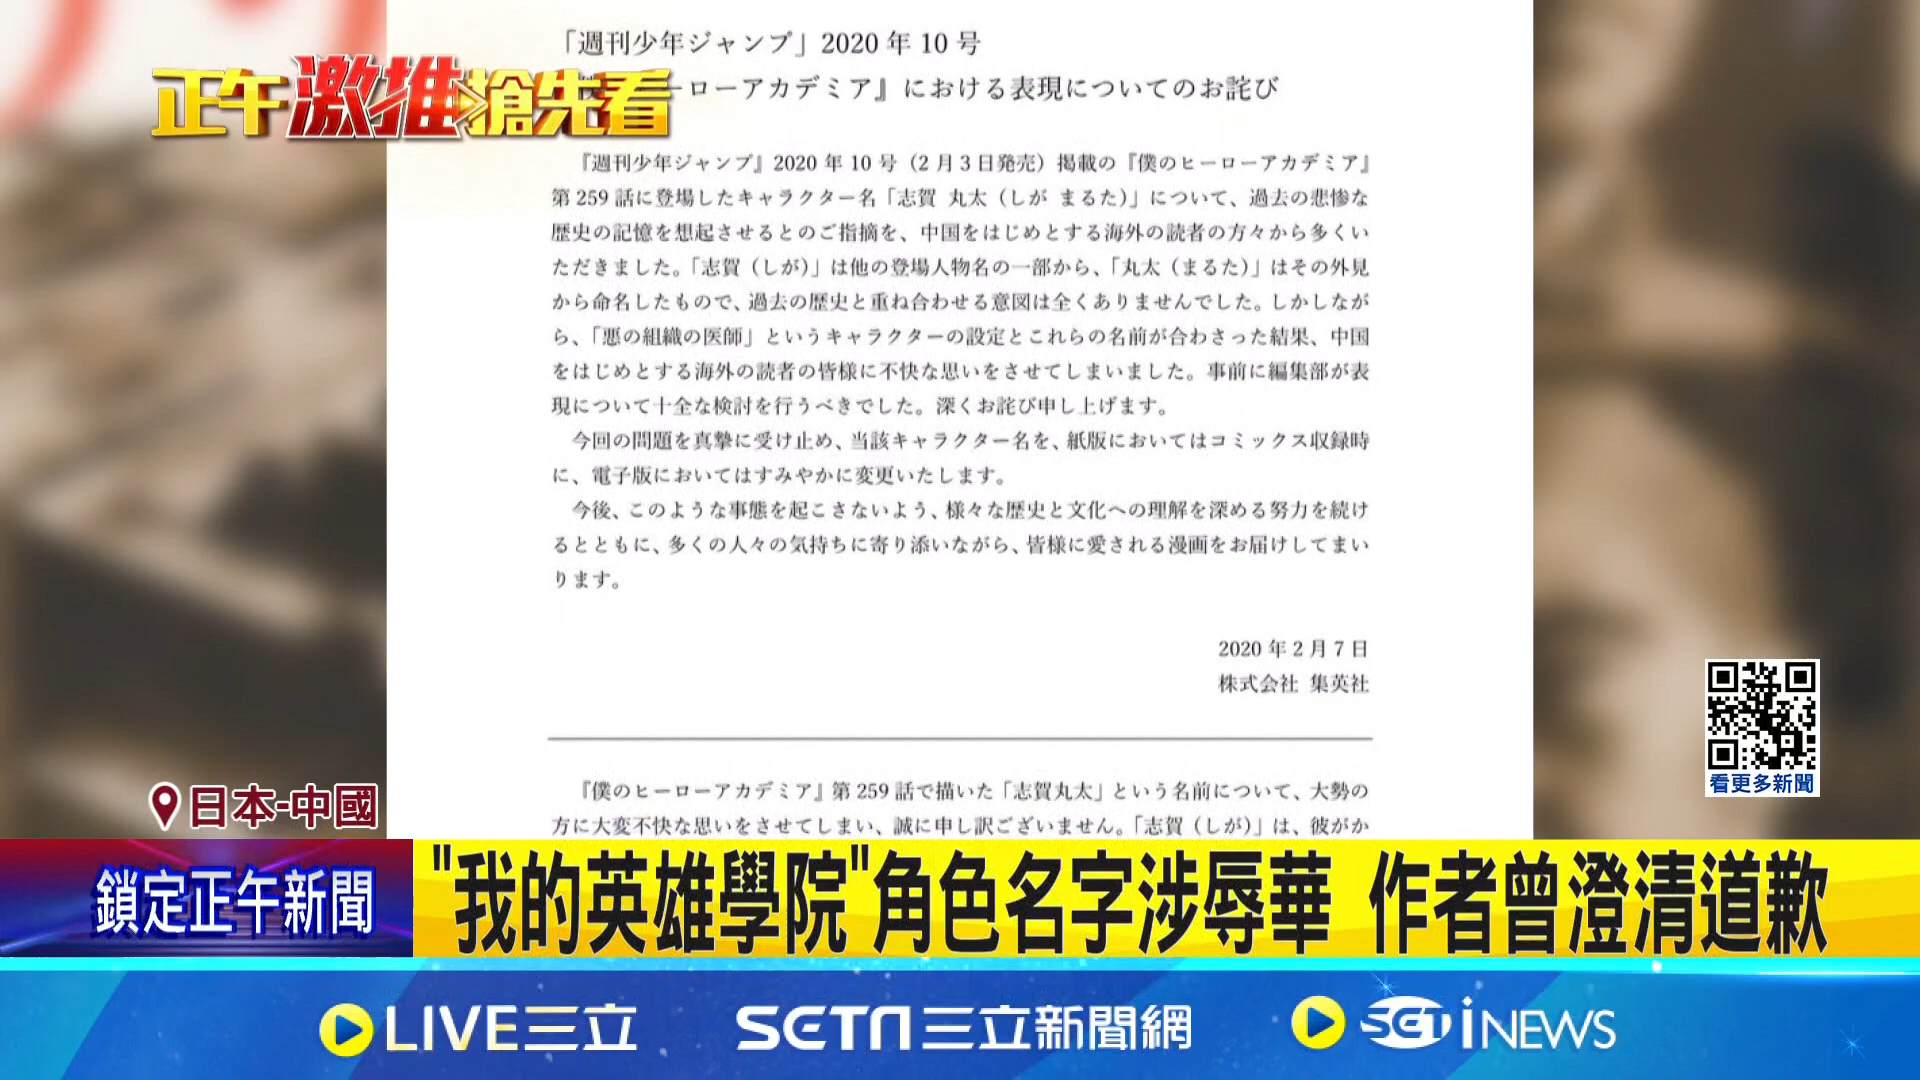 「週刊少年ジャンプ」2020 年 10 号
ーローアカデミア』における表現についてのお詫び
正午激推搶先看
『週刊少年ジャンプ』2020 年 10 号（2 月 3 日発売）掲載の『僕のヒーローアカデミア』
第 259 話に登場したキャラクター名「志賀 丸太（しが まるた）」について、過去の悲惨な
歴史の記憶を想起させるとのご指摘を、中国をはじめとする海外の読者の方々から多くい
ただきました。「志賀（しが）」は他の登場人物名の一部から、「丸太（まるた）」はその外見
から命名したもので、過去の歴史と重ね合わせる意図は全くありませんでした。しかしなが
ら、「悪の組織の医師」というキャラクターの設定とこれらの名前が合わさった結果、中国
をはじめとする海外の読者の皆様に不快な思いをさせてしまいました。事前に編集部が表
現について十全な検討を行うべきでした。深くお詫び申し上げます。
今回の問題を真摯に受け止め、当該キャラクター名を、紙版においてはコミックス収録時
に、電子版においてはすみやかに変更いたします。
今後、このような事態を起こさないよう、様々な歴史と文化への理解を深める努力を続け
るとともに、多くの人々の気持ちに寄り添いながら、皆様に愛される漫画をお届けしてまい
ります。
2020 年 2 月 7 日
株式会社 集英社
『僕のヒーローアカデミア』第 259 話で描いた「志賀丸太」という名前について、大勢の
方に大変不快な思いをさせてしまい、誠に申し訳ございません。「志賀（しが）」は、彼がか
看更多新聞
日本-中國
鎖定正午新聞
"我的英雄學院"角色名字涉辱華 作者曾澄清道歉
LIVE三立
SETN三立新聞網
SET iNEWS